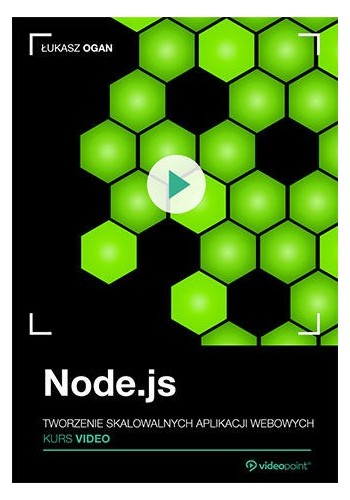 ŁUKASZ OGAN
Node.js
TWORZENIE SKALOWALNYCH APLIKACJI WEBOWYCH
KURS VIDEO
videopoint